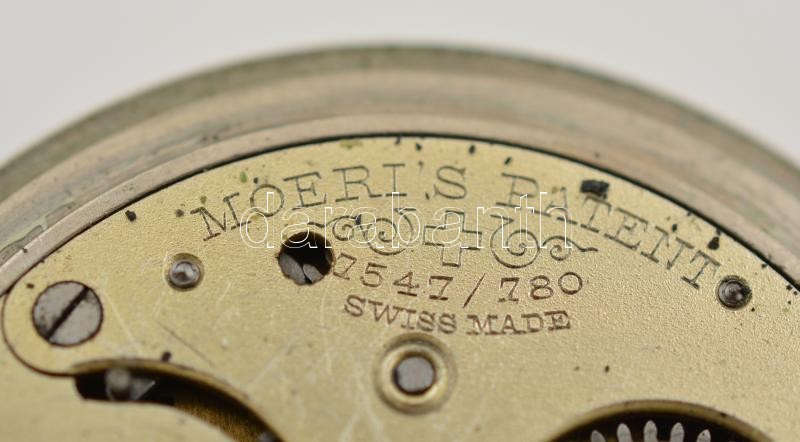 MOERI'S PATENT
darabanth
7547/780
SWISS MADE